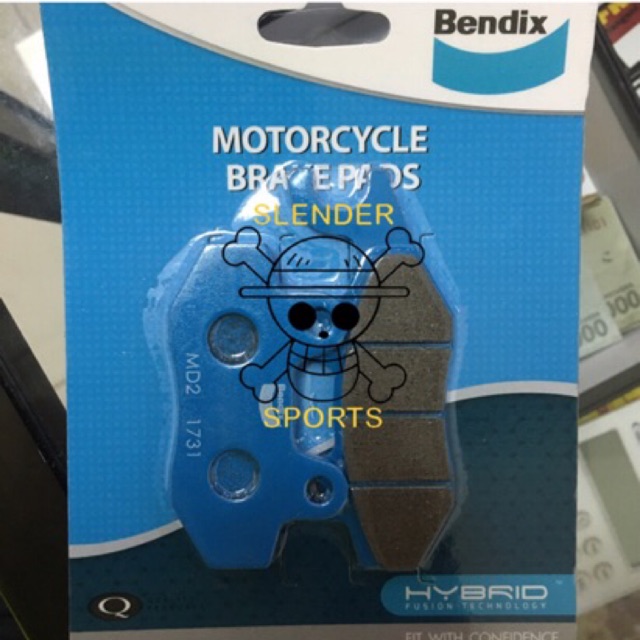 Bendix
MOTORCYCLE
BRAKE PADS
SLENDER
SPORTS
MD2 1731
Q
HYBRID
FUSION TECHNOLOGY
FIT WITH CONFIDENCE